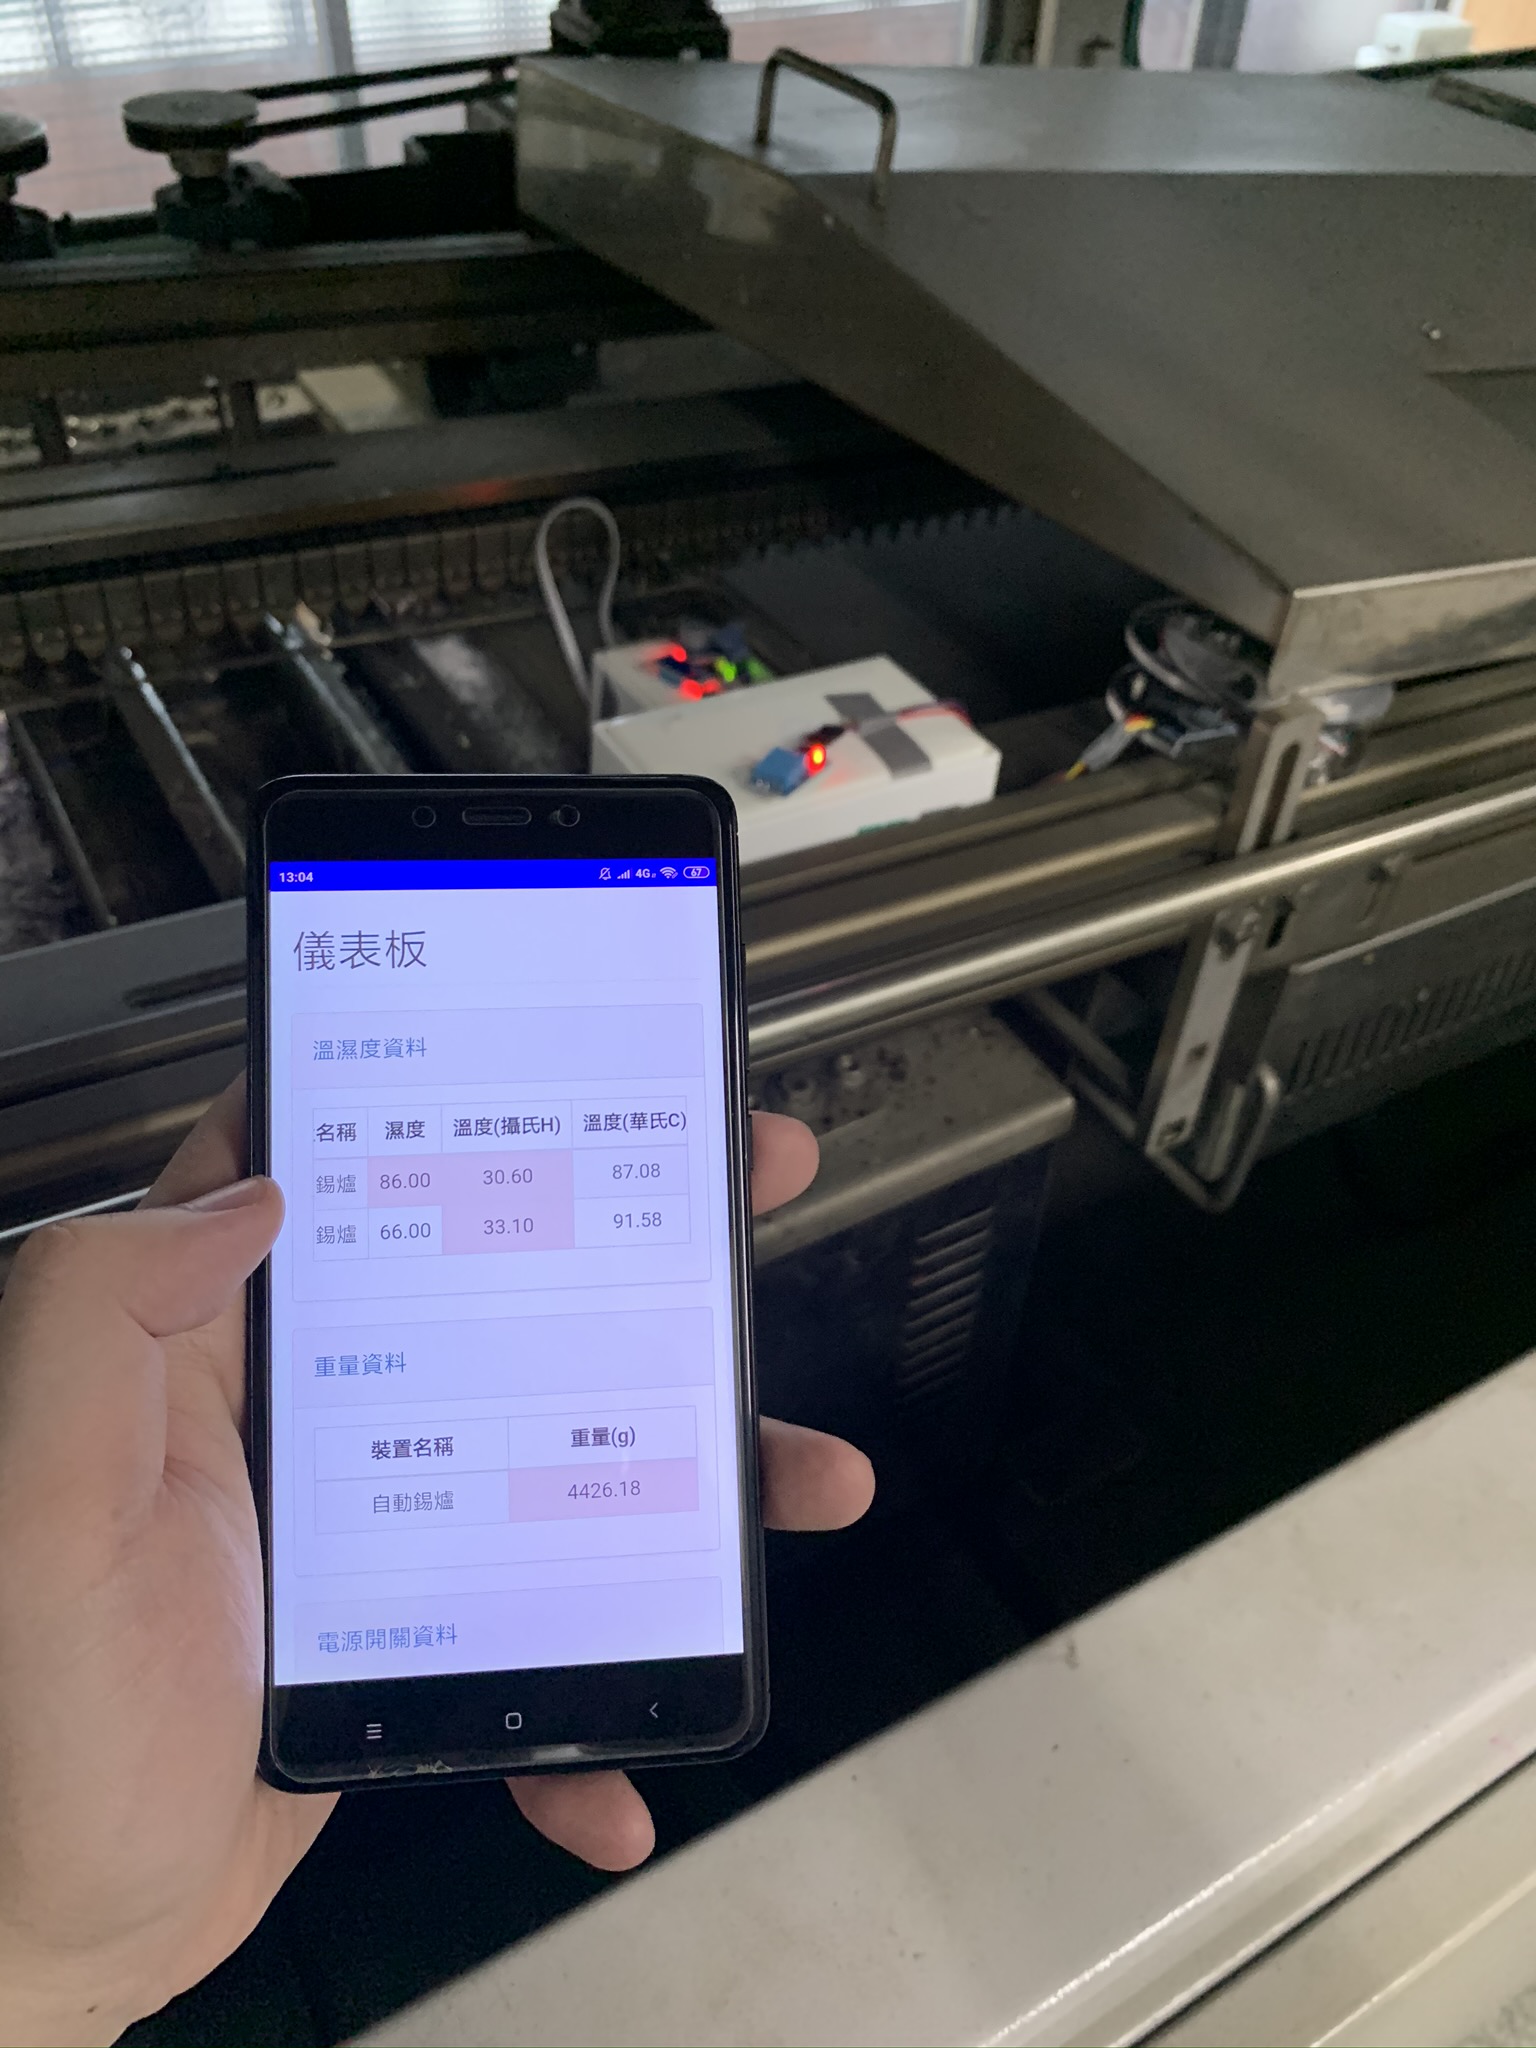 13:04 4G 67
儀表板
溫濕度資料
名稱 濕度 溫度(攝氏H) 溫度(華氏C)
錫爐 86.00 30.60 87.08
錫爐 66.00 33.10 91.58
重量資料
裝置名稱 重量(g)
自動錫爐 4426.18
電源開關資料